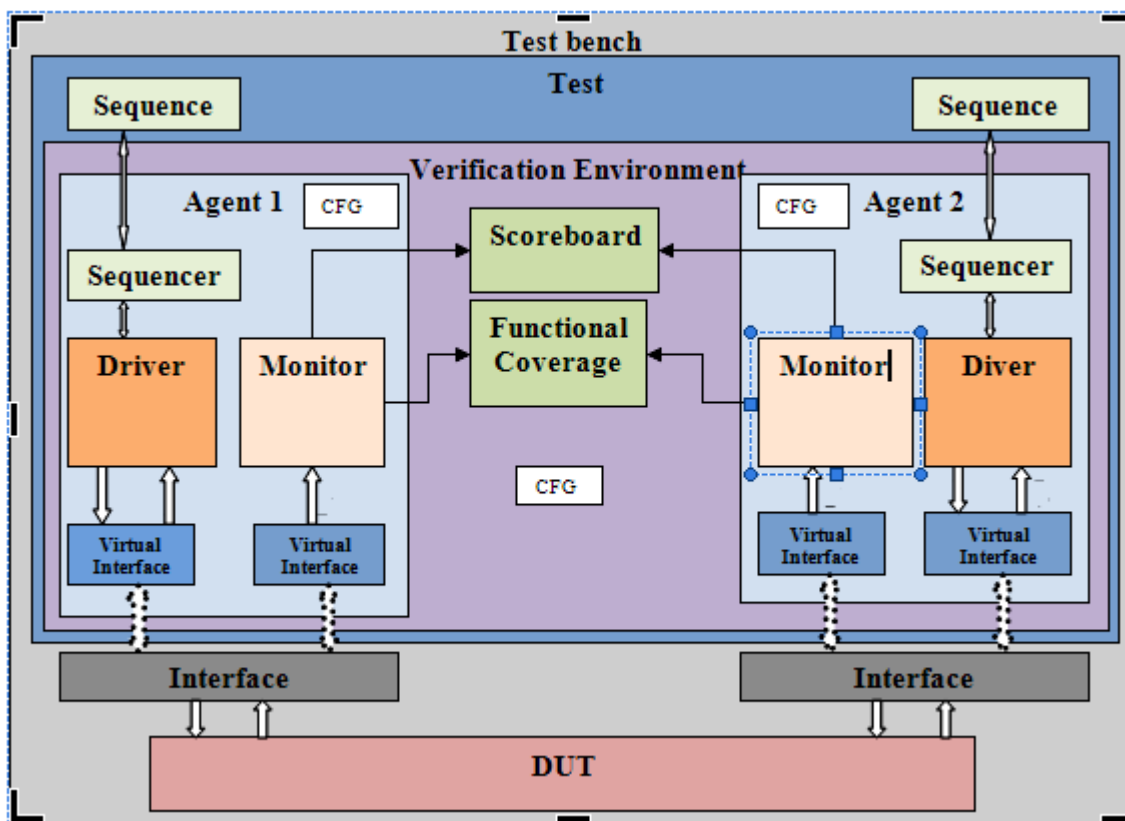 Test bench
Test
Sequence
Sequence
Verification Environment
Agent 1
CFG
CFG
Agent 2
Scoreboard
Sequencer
Sequencer
Functional
Coverage
Driver
Monitor
Monitor
Diver
CFG
Virtual
Interface
Virtual
Interface
Virtual
Interface
Virtual
Interface
Interface
Interface
DUT